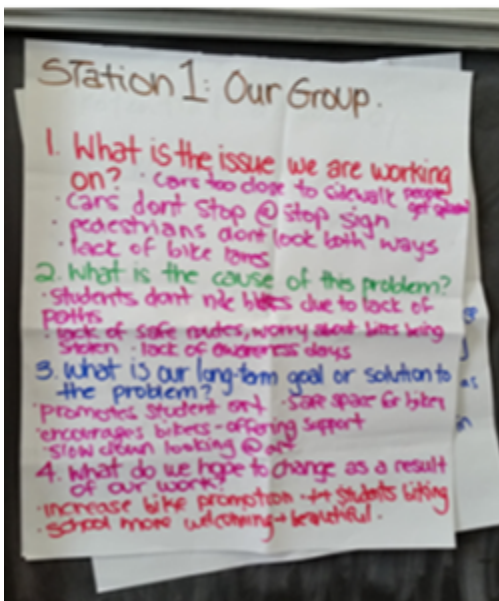 Station 1: Our Group.
1. What is the issue we are working
on? · Cars too close to sidewalk people
· Cars dont stop @ stop sign get splashed
· pedestrians dont look both ways
· lack of bike lanes
2. What is the cause of this problem?
· Students dont ride bikes due to lack of
paths
· lack of safe routes, worry about bikes being
stolen · lack of awareness days
3. What is our long-term goal or solution to
the problem?
· promotes student art · Safe space for bikes
· encourages bikers - offering support
· slow down looking @ art
4. What do we hope to change as a result
of our work?
· increase bike promotion - ++ students biking
· school more welcoming + beautiful.